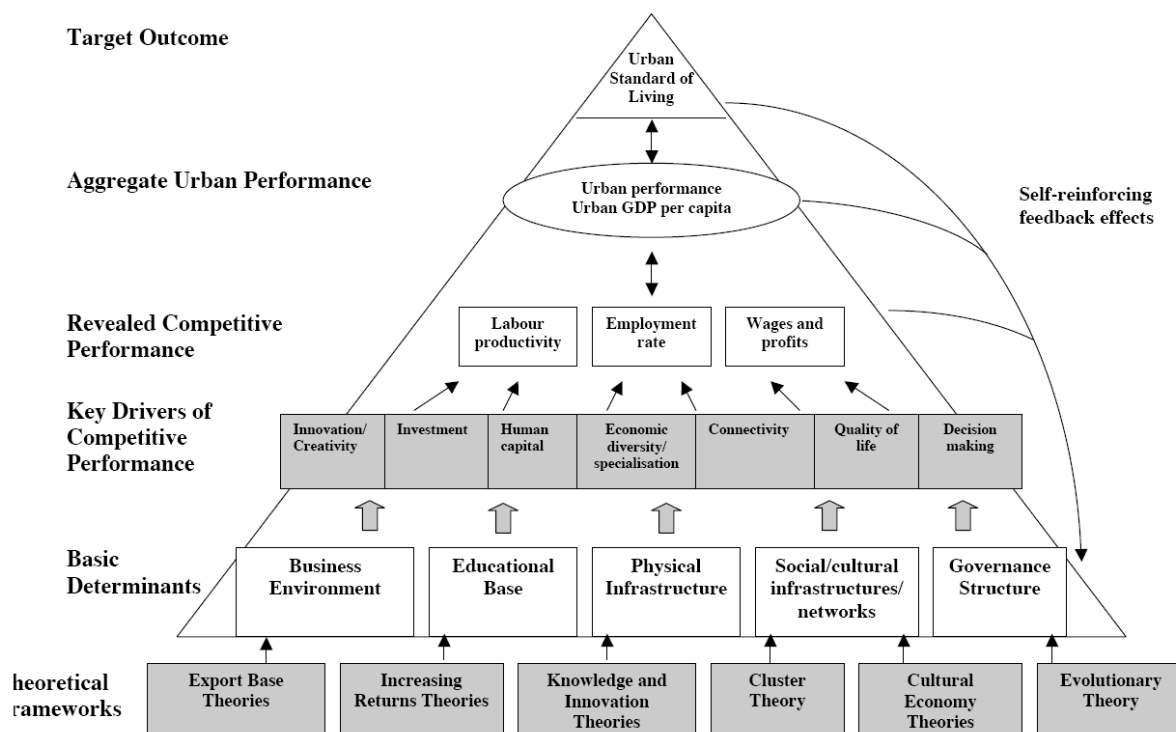 Target Outcome
Urban
Standard of
Living
Aggregate Urban Performance
Urban performance
Urban GDP per capita
Self-reinforcing
feedback effects
Revealed Competitive
Performance
Labour
productivity
Employment
rate
Wages and
profits
Key Drivers of
Competitive
Performance
Innovation/
Creativity
Investment
Human
capital
Economic
diversity/
specialisation
Connectivity
Quality of
life
Decision
making
Basic
Determinants
Business
Environment
Educational
Base
Physical
Infrastructure
Social/cultural
infrastructures/
networks
Governance
Structure
heoretical
rameworks
Export Base
Theories
Increasing
Returns Theories
Knowledge and
Innovation
Theories
Cluster
Theory
Cultural
Economy
Theories
Evolutionary
Theory